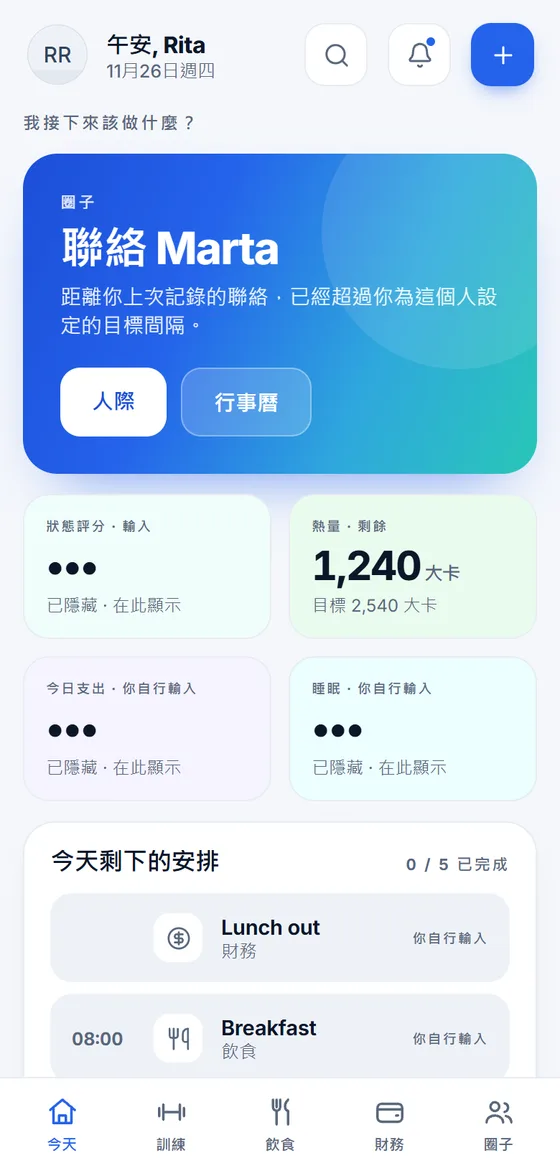 RR
午安, Rita
11月26日週四
我接下來該做什麼？
圈子
聯絡 Marta
距離你上次記錄的聯絡，已經超過你為這個人設
定的目標間隔。
人際
行事曆
狀態評分 · 輸入
●●●
已隱藏 · 在此顯示
熱量 · 剩餘
1,240 大卡
目標 2,540 大卡
今日支出 · 你自行輸入
●●●
已隱藏 · 在此顯示
睡眠 · 你自行輸入
●●●
已隱藏 · 在此顯示
今天剩下的安排
0 / 5 已完成
Lunch out
財務
你自行輸入
08:00
Breakfast
飲食
你自行輸入
今天
訓練
飲食
財務
圈子